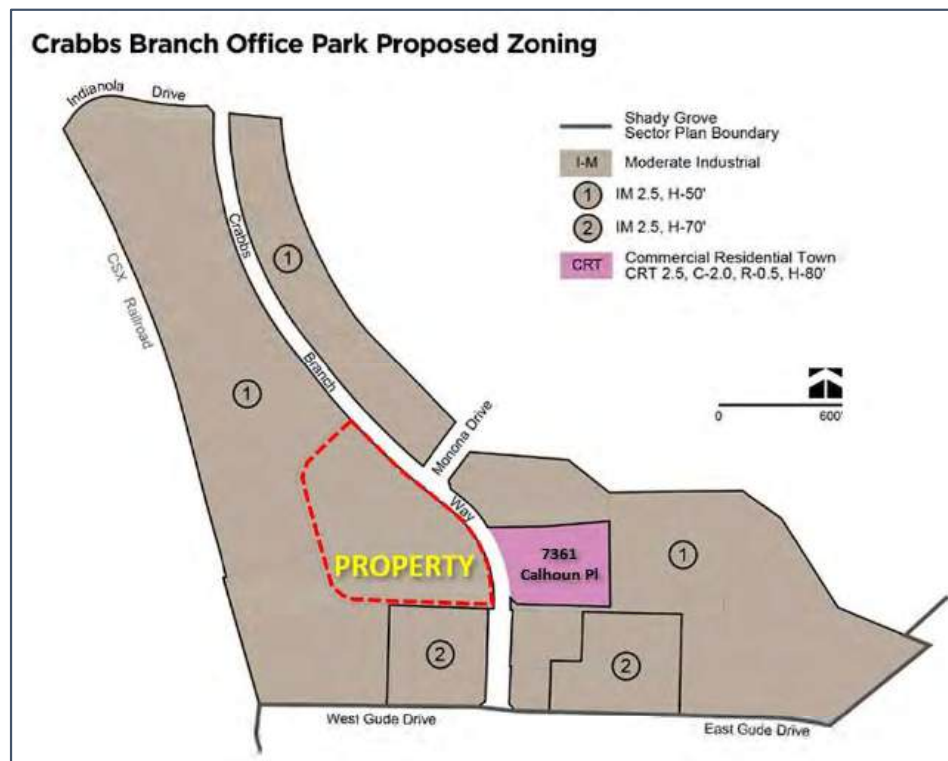 Crabbs Branch Office Park Proposed Zoning
Indianola Drive
Shady Grove
Sector Plan Boundary
I-M Moderate Industrial
1 IM 2.5, H-50'
2 IM 2.5, H-70'
CRT Commercial Residential Town
CRT 2.5, C-2.0, R-0.5, H-80'
Crabbs Branch Way
1
CSX Railroad
1
0 600'
Monona Drive
PROPERTY
7361
Calhoun Pl
1
2
2
West Gude Drive
East Gude Drive